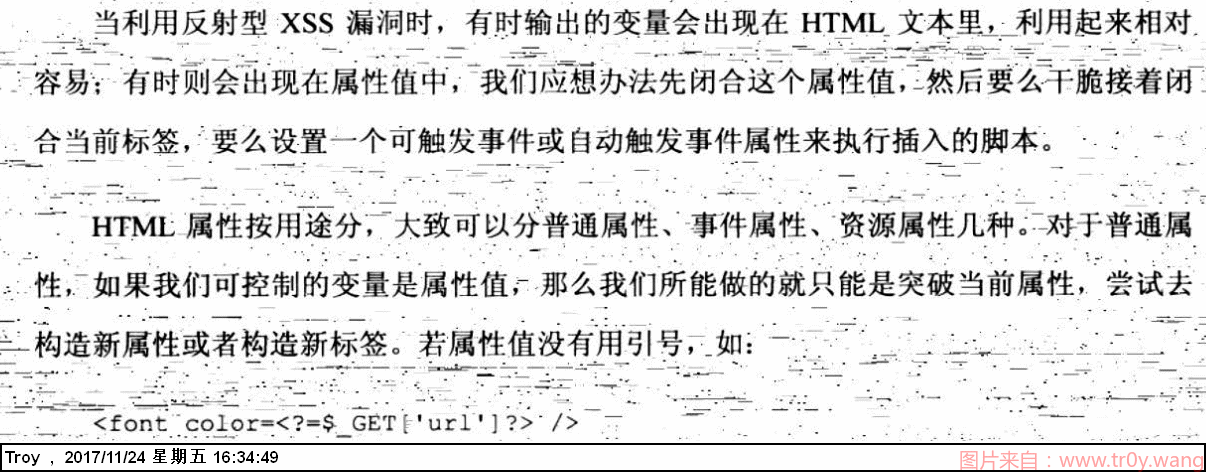 当利用反射型 XSS 漏洞时，有时输出的变量会出现在 HTML 文本里，利用起来相对
容易；有时则会出现在属性值中，我们应想办法先闭合这个属性值，然后要么干脆接着闭
合当前标签，要么设置一个可触发事件或自动触发事件属性来执行插入的脚本。
HTML 属性按用途分，大致可以分普通属性、事件属性、资源属性几种。对于普通属
性，如果我们可控制的变量是属性值，那么我们所能做的就只能是突破当前属性，尝试去
构造新属性或者构造新标签。若属性值没有用引号，如：
<font color=<?=$_GET['url']?> />
Troy , 2017/11/24 星期五 16:34:49
图片来自：www.tr0y.wang